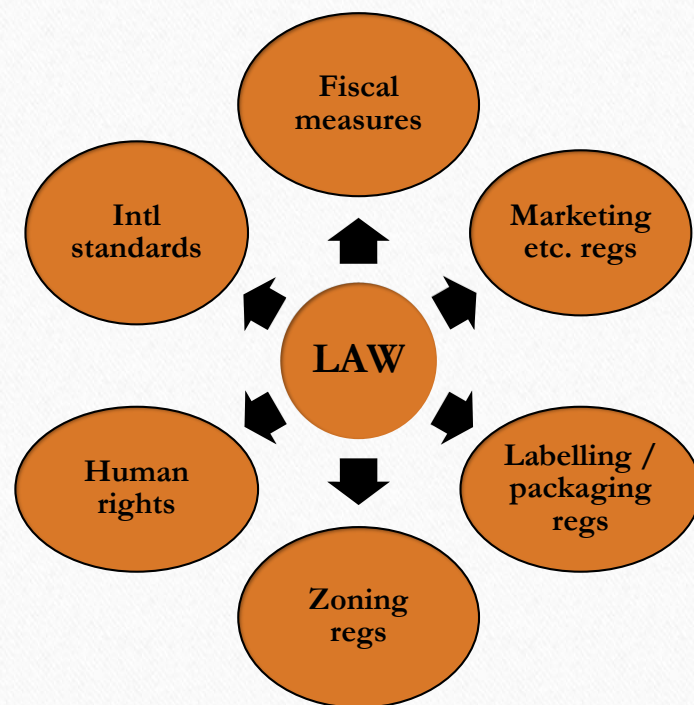 Fiscal
measures
Intl
standards
Marketing
etc. regs
LAW
Human
rights
Labelling /
packaging
regs
Zoning
regs